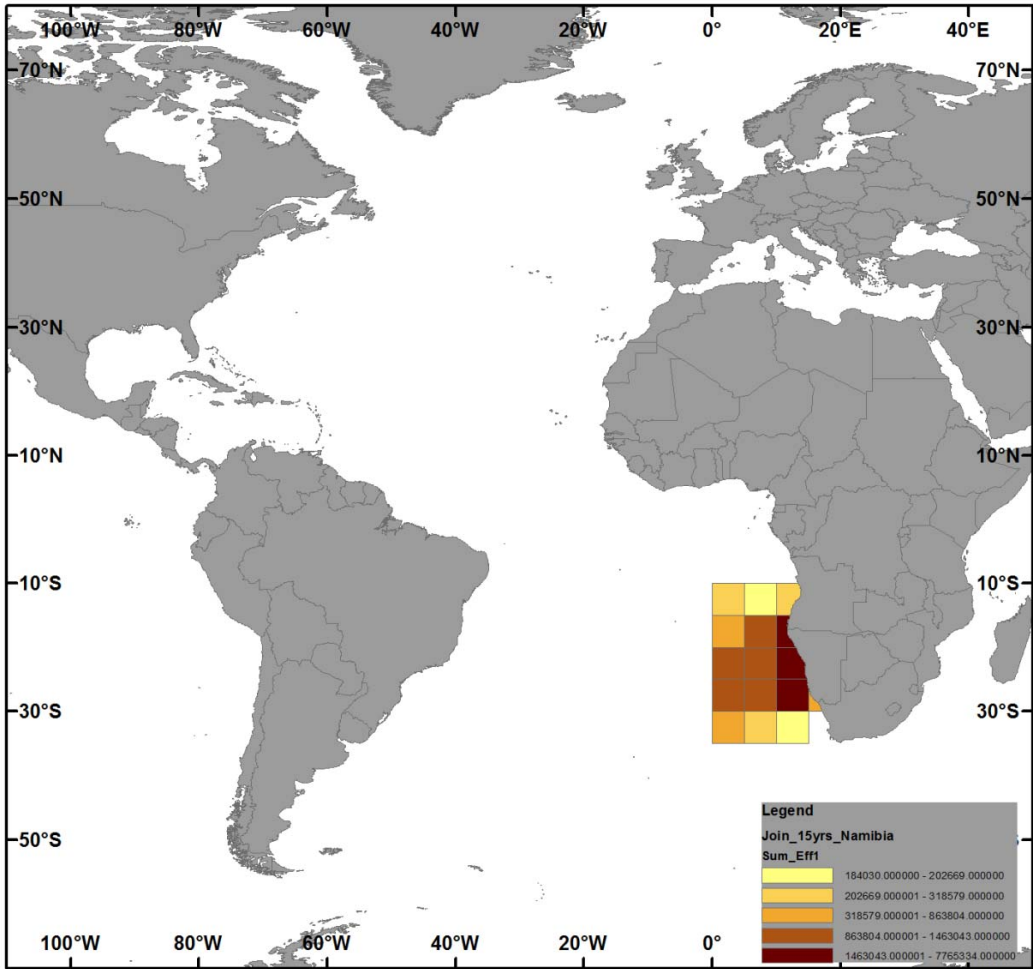 100°W 80°W 60°W 40°W 20°W 0° 20°E 40°E
70°N 70°N
50°N 50°N
30°N 30°N
10°N 10°N
10°S 10°S
30°S 30°S
Legend
Join_15yrs_Namibia
50°S S
Sum_Eff1
184030.000000 - 202669.000000
202669.000001 - 318579.000000
318579.000001 - 863804.000000
863804.000001 - 1463043.000000
1463043.000001 - 7765334.000000
100°W 80°W 60°W 40°W 20°W 0° 20°E 40°E